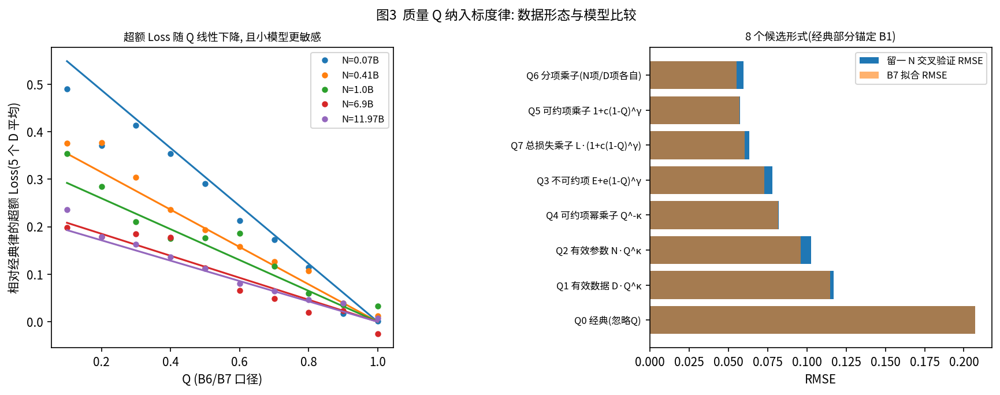 图3 质量 Q 纳入标度律: 数据形态与模型比较
超额 Loss 随 Q 线性下降, 且小模型更敏感
相对经典律的超额 Loss(5 个 D 平均)
0.5
0.4
0.3
0.2
0.1
0.0
N=0.07B
N=0.41B
N=1.0B
N=6.9B
N=11.97B
0.2 0.4 0.6 0.8 1.0
Q (B6/B7 口径)
8 个候选形式(经典部分锚定 B1)
留一 N 交叉验证 RMSE
B7 拟合 RMSE
Q6 分项乘子(N项/D项各自)
Q5 可约项乘子 1+c(1-Q)^γ
Q7 总损失乘子 L·(1+c(1-Q)^γ)
Q3 不可约项 E+e(1-Q)^γ
Q4 可约项幂乘子 Q^-κ
Q2 有效参数 N·Q^κ
Q1 有效数据 D·Q^κ
Q0 经典(忽略Q)
0.000 0.025 0.050 0.075 0.100 0.125 0.150 0.175 0.200
RMSE